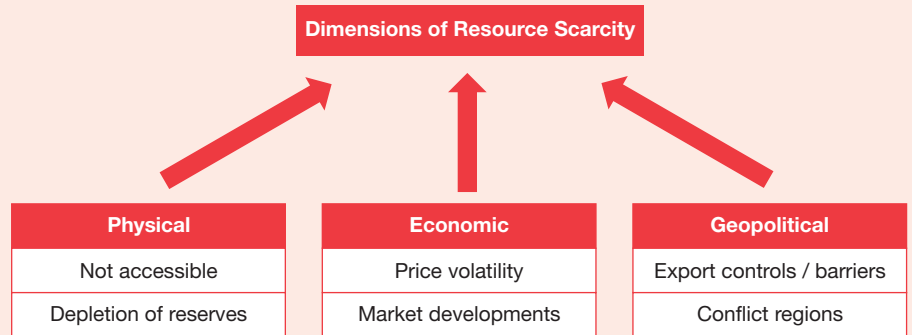 Dimensions of Resource Scarcity
Physical
Not accessible
Depletion of reserves
Economic
Price volatility
Market developments
Geopolitical
Export controls / barriers
Conflict regions